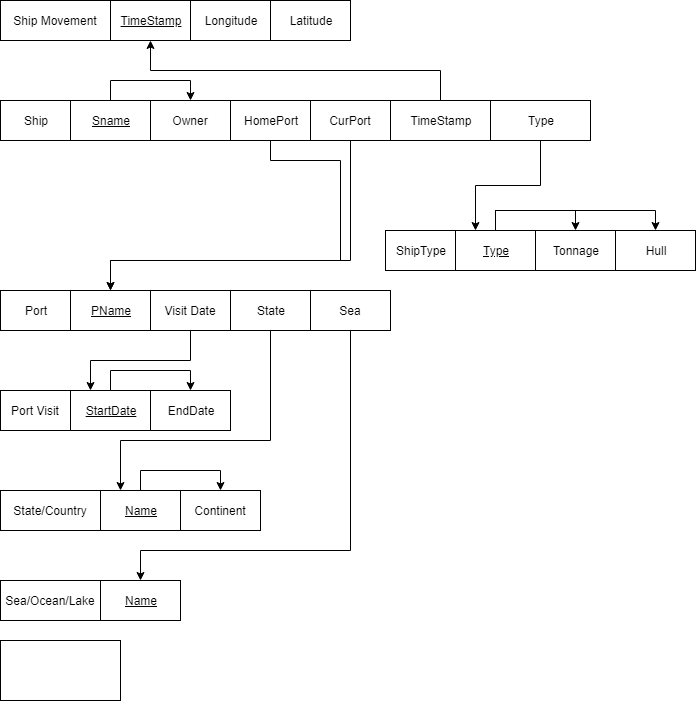 Ship Movement TimeStamp Longitude Latitude
Ship Sname Owner HomePort CurPort TimeStamp Type
ShipType Type Tonnage Hull
Port PName Visit Date State Sea
Port Visit StartDate EndDate
State/Country Name Continent
Sea/Ocean/Lake Name